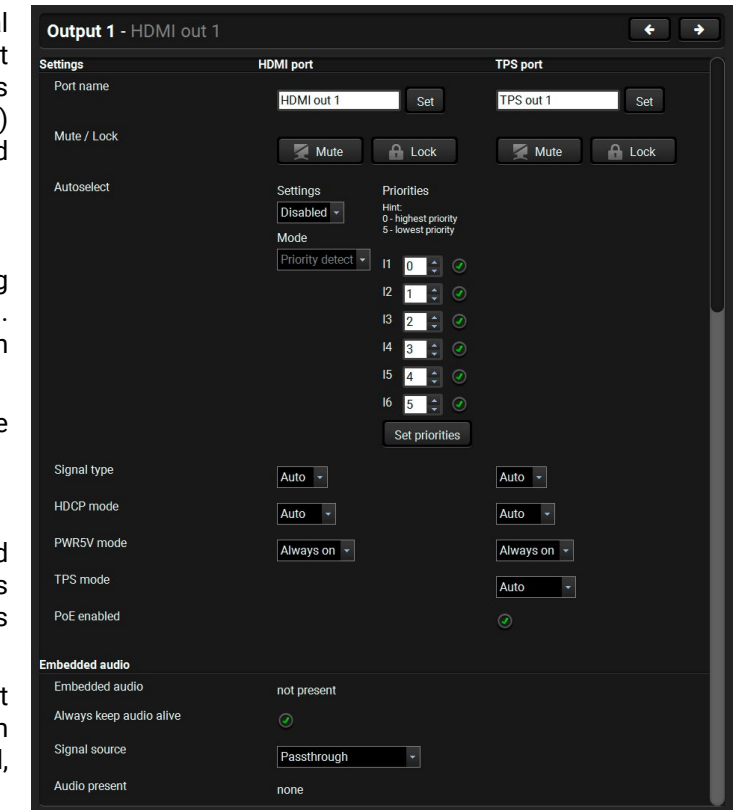 Output 1 - HDMI out 1
Settings HDMI port TPS port
Port name HDMI out 1 Set TPS out 1 Set
Mute / Lock Mute Lock Mute Lock
Autoselect Settings Priorities
Disabled Hint:
0 - highest priority
5 - lowest priority
Mode
Priority detect I1 0
I2 1
I3 2
I4 3
I5 4
I6 5
Set priorities
Signal type Auto Auto
HDCP mode Auto Auto
PWR5V mode Always on Always on
TPS mode Auto
PoE enabled
Embedded audio
Embedded audio not present
Always keep audio alive
Signal source Passthrough
Audio present none